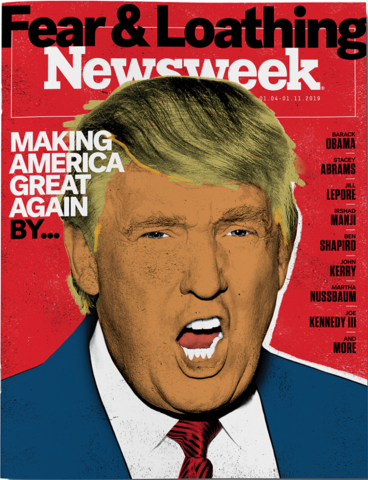 Fear & Loathing
Newsweek
01.04-01.11.2019
MAKING
AMERICA
GREAT
AGAIN
BY...
BARACK
OBAMA
STACEY
ABRAMS
JILL
LEPORE
IRSHAD
MANJI
BEN
SHAPIRO
JOHN
KERRY
MARTHA
NUSSBAUM
JOE
KENNEDY III
AND
MORE